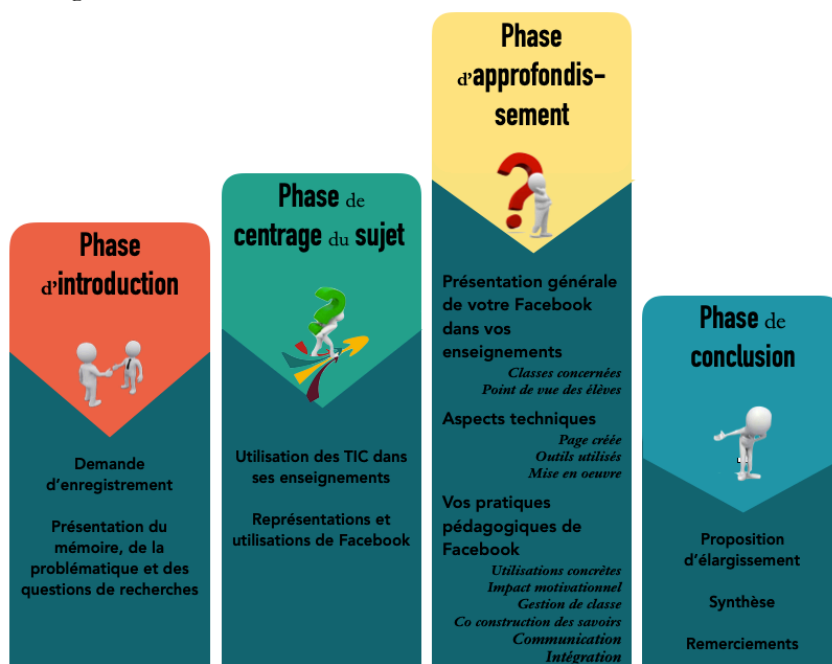 Phase
d'introduction
Demande
d'enregistrement
Présentation du
mémoire, de la
problématique et des
questions de recherches
Phase de
centrage du sujet
Utilisation des TIC dans
ses enseignements
Représentations et
utilisations de Facebook
Phase
d'approfondis-
sement
Présentation générale
de votre Facebook
dans vos
enseignements
Classes concernées
Point de vue des élèves
Aspects techniques
Page créée
Outils utilisés
Mise en oeuvre
Vos pratiques
pédagogiques de
Facebook
Utilisations concrètes
Impact motivationnel
Gestion de classe
Co construction des savoirs
Communication
Intégration
Phase de
conclusion
Proposition
d'élargissement
Synthèse
Remerciements